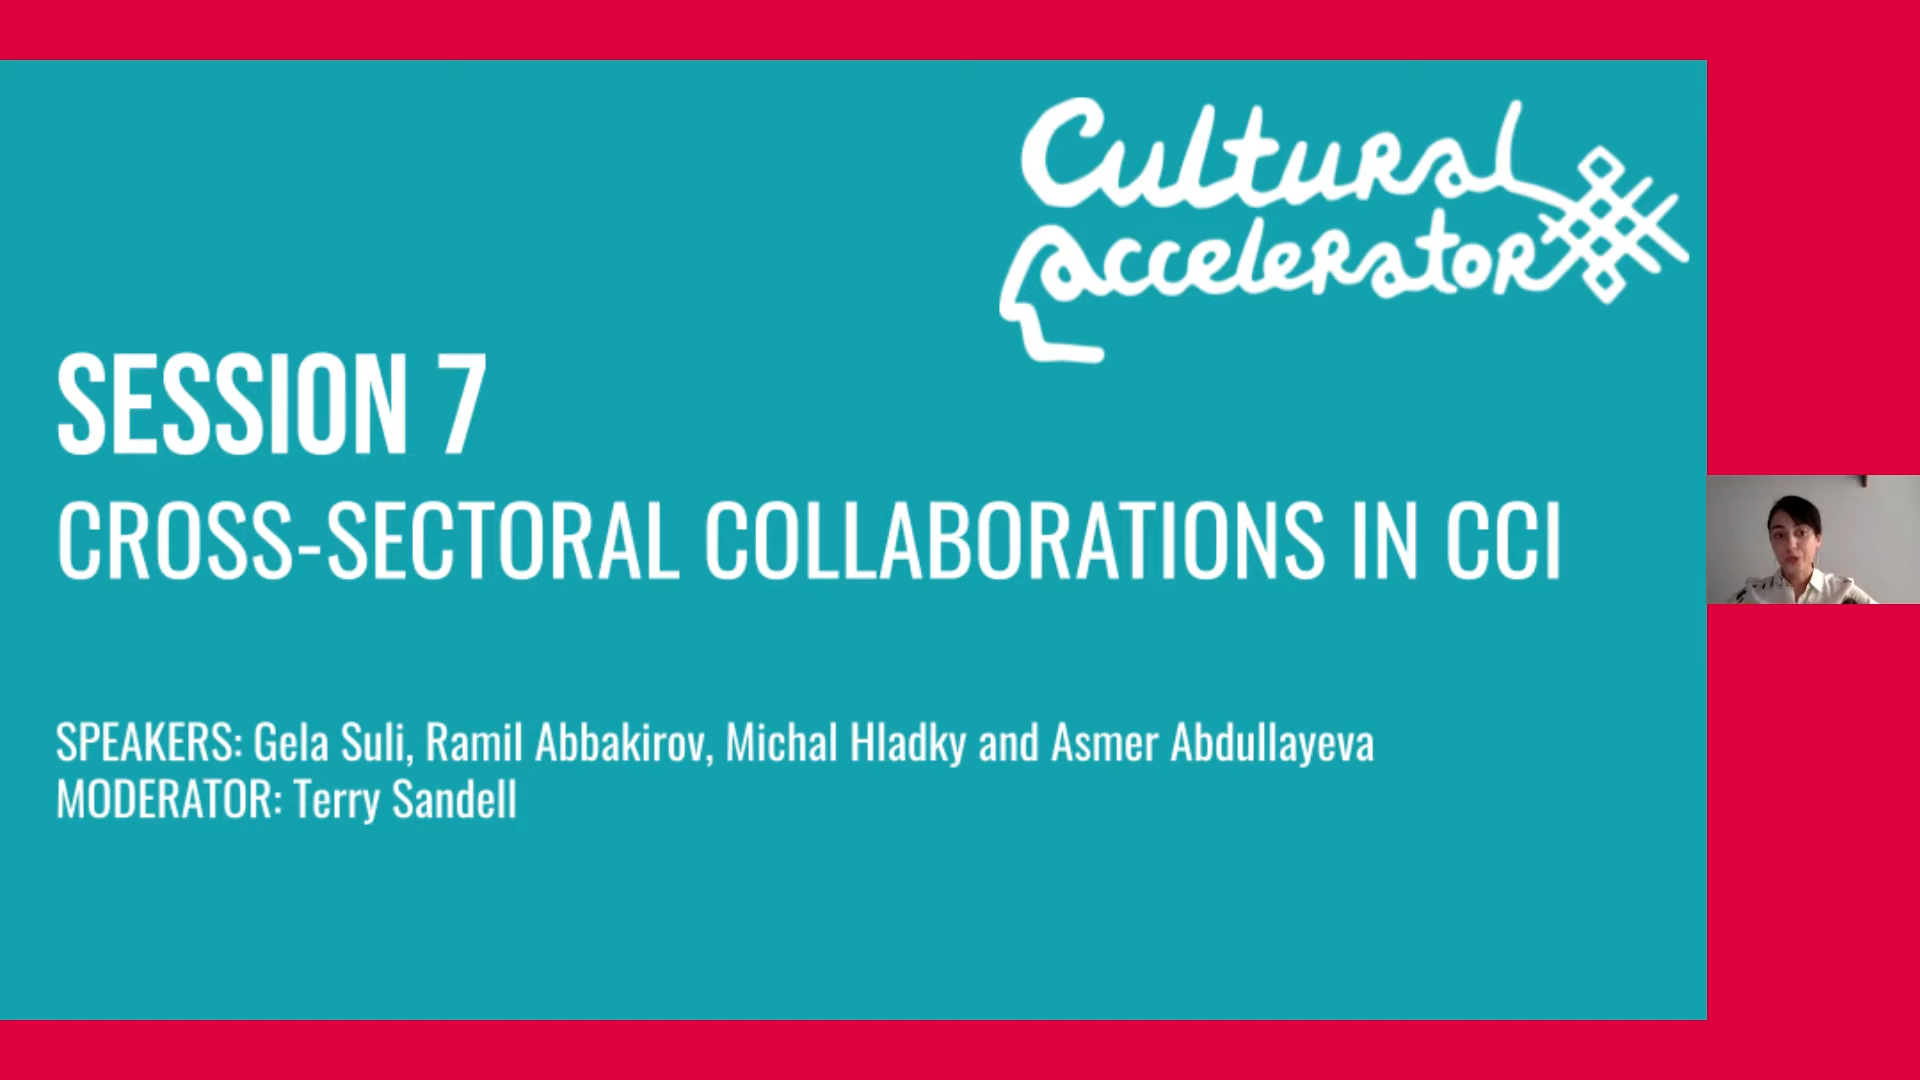 Cultural
accelerator
SESSION 7
CROSS-SECTORAL COLLABORATIONS IN CCI
SPEAKERS: Gela Suli, Ramil Abbakirov, Michal Hladky and Asmer Abdullayeva
MODERATOR: Terry Sandell